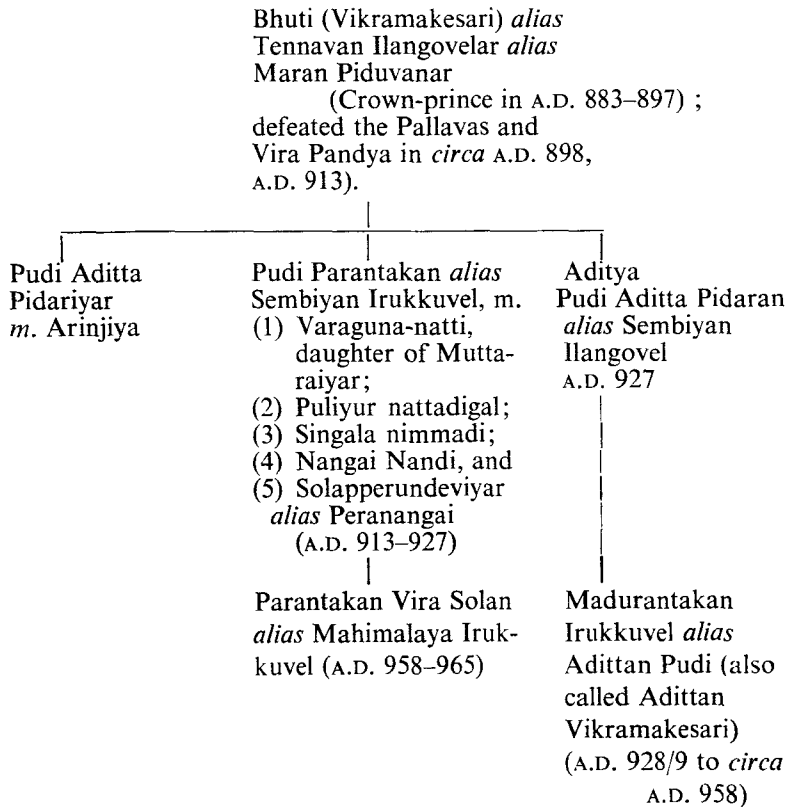 Bhuti (Vikramakesari) alias
Tennavan Ilangovelar alias
Maran Piduvanar
(Crown-prince in A.D. 883–897) ;
defeated the Pallavas and
Vira Pandya in circa A.D. 898,
A.D. 913).
Pudi Aditta
Pidariyar
m. Arinjiya
Pudi Parantakan alias
Sembiyan Irukkuvel, m.
(1) Varaguna-natti,
daughter of Mutta-
raiyar;
(2) Puliyur nattadigal;
(3) Singala nimmadi;
(4) Nangai Nandi, and
(5) Solapperundeviyar
alias Peranangai
(A.D. 913–927)
Aditya
Pudi Aditta Pidaran
alias Sembiyan
Ilangovel
A.D. 927
Parantakan Vira Solan
alias Mahimalaya Iruk-
kuvel (A.D. 958–965)
Madurantakan
Irukkuvel alias
Adittan Pudi (also
called Adittan
Vikramakesari)
(A.D. 928/9 to circa
A.D. 958)